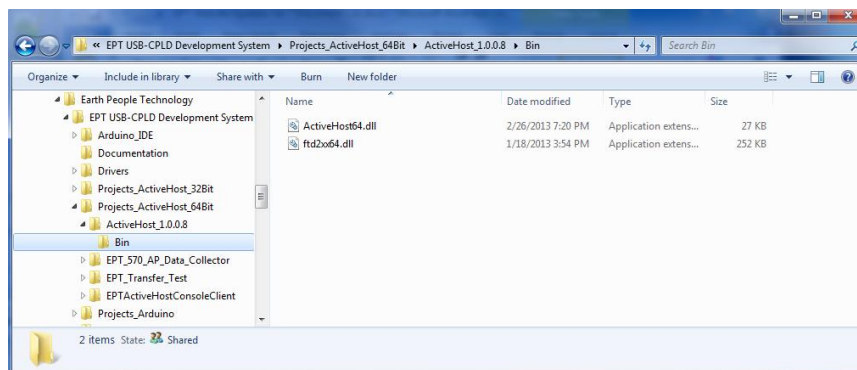 « EPT USB-CPLD Development System ▸ Projects_ActiveHost_64Bit ▸ ActiveHost_1.0.0.8 ▸ Bin
Search Bin
Organize Include in library Share with Burn New folder
Earth People Technology
EPT USB-CPLD Development System
Arduino_IDE
Documentation
Drivers
Projects_ActiveHost_32Bit
Projects_ActiveHost_64Bit
ActiveHost_1.0.0.8
Bin
EPT_570_AP_Data_Collector
EPT_Transfer_Test
EPTActiveHostConsoleClient
Projects_Arduino
Name Date modified Type Size
ActiveHost64.dll 2/26/2013 7:20 PM Application extens... 27 KB
ftd2xx64.dll 1/18/2013 3:54 PM Application extens... 252 KB
2 items State: Shared